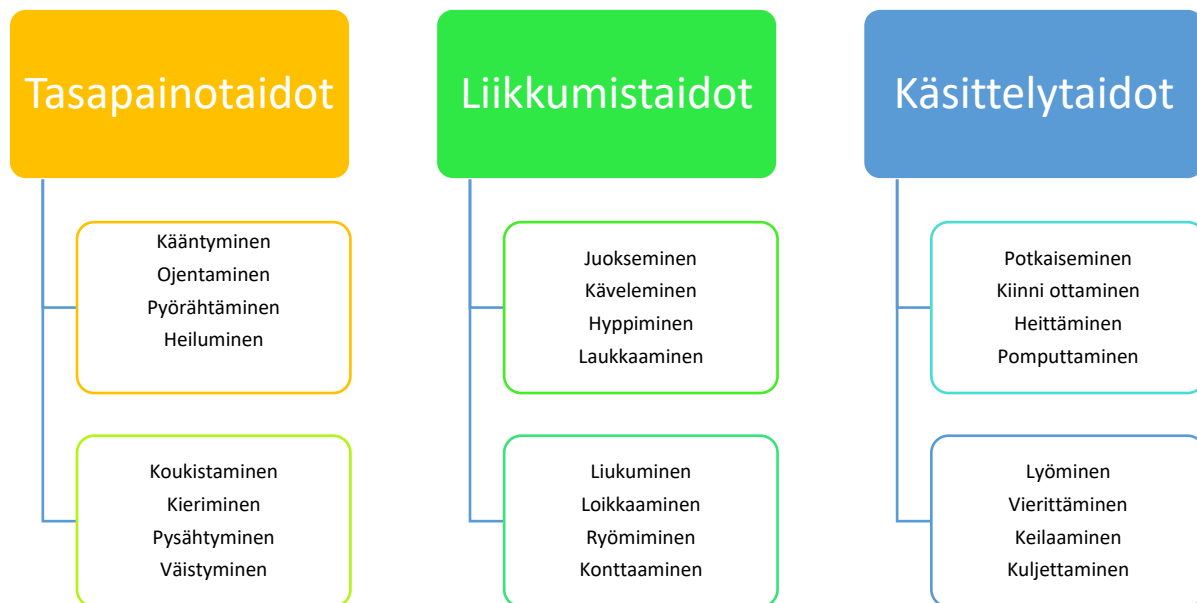 Tasapainotaidot
Kääntyminen
Ojentaminen
Pyörähtäminen
Heiluminen
Koukistaminen
Kieriminen
Pysähtyminen
Väistyminen
Liikkumistaidot
Juokseminen
Käveleminen
Hyppiminen
Laukkaaminen
Liukuminen
Loikkaaminen
Ryömiminen
Konttaaminen
Käsittelytaidot
Potkaiseminen
Kiinni ottaminen
Heittäminen
Pomputtaminen
Lyöminen
Vierittäminen
Keilaaminen
Kuljettaminen